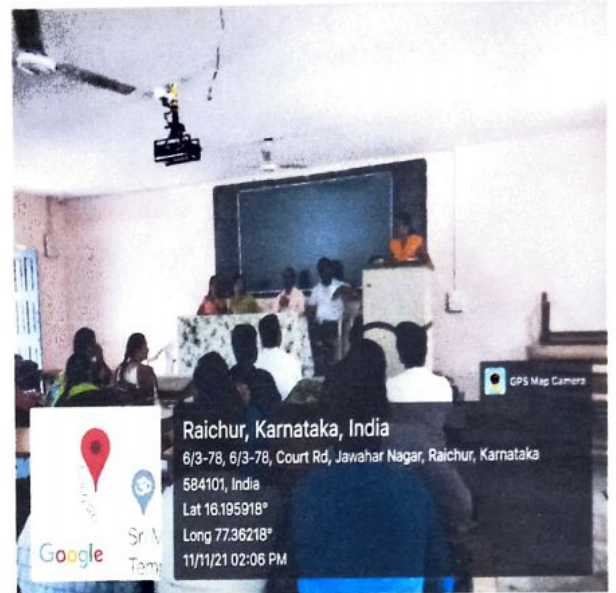 GPS Map Camera
Raichur, Karnataka, India
6/3-78, 6/3-78, Court Rd, Jawahar Nagar, Raichur, Karnataka
584101, India
Lat 16.195918°
Long 77.36218°
11/11/21 02:06 PM
Google